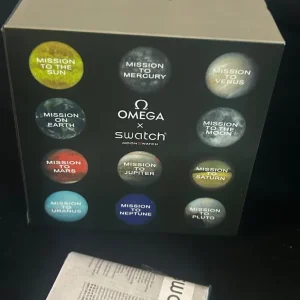 MISSION
TO THE
SUN
MISSION
TO
MERCURY
MISSION
TO
VENUS
MISSION
ON
EARTH
Ω
OMEGA
X
swatch
MISSION
TO THE
MOON
MISSION
TO
MARS
MISSION
TO
JUPITER
MISSION
TO
SATURN
MISSION
TO
URANUS
MISSION
TO
NEPTUNE
MISSION
TO
PLUTO